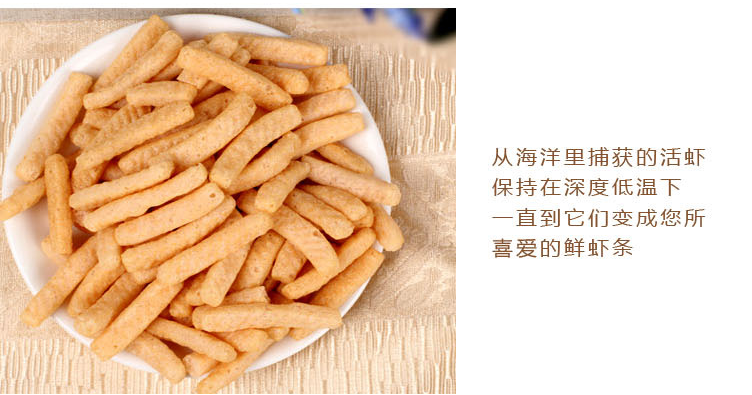 从海洋里捕获的活虾
保持在深度低温下
一直到它们变成您所
喜爱的鲜虾条